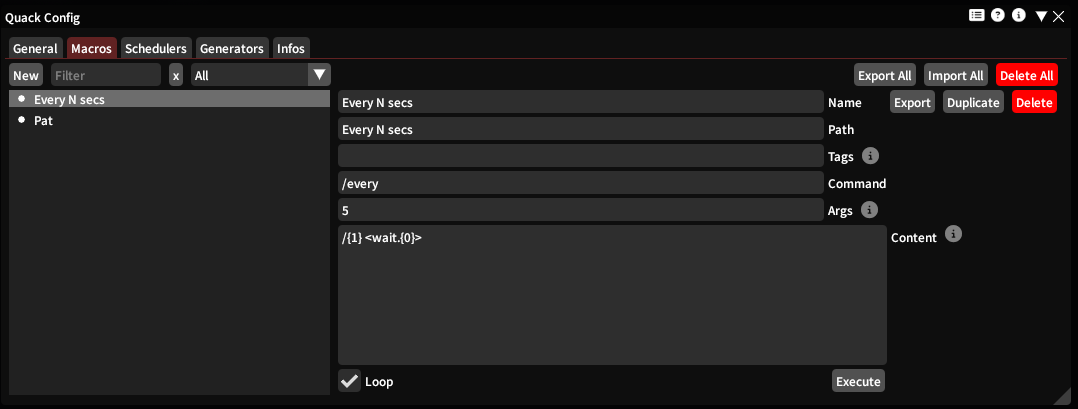 Quack Config
General Macros Schedulers Generators Infos
New Filter x All Export All Import All Delete All
Every N secs
Pat
Every N secs Name Export Duplicate Delete
Every N secs Path
Tags
/every Command
5 Args
/{1} <wait.{0}> Content
Loop Execute